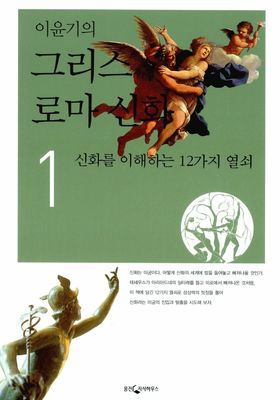 이윤기의
그리스
로마 신화
1
신화를 이해하는 12가지 열쇠
신화는 미궁이다. 어떻게 신화의 세계에 발을 들여놓고 빠져나올 것인가.
테세우스가 아리아드네의 실타래를 들고 미로에서 빠져나온 것처럼,
이 책에 담긴 12가지 열쇠로 상상력의 빗장을 풀어
신화라는 미궁의 진입과 탈출을 시도해 보자.
웅진 지식하우스